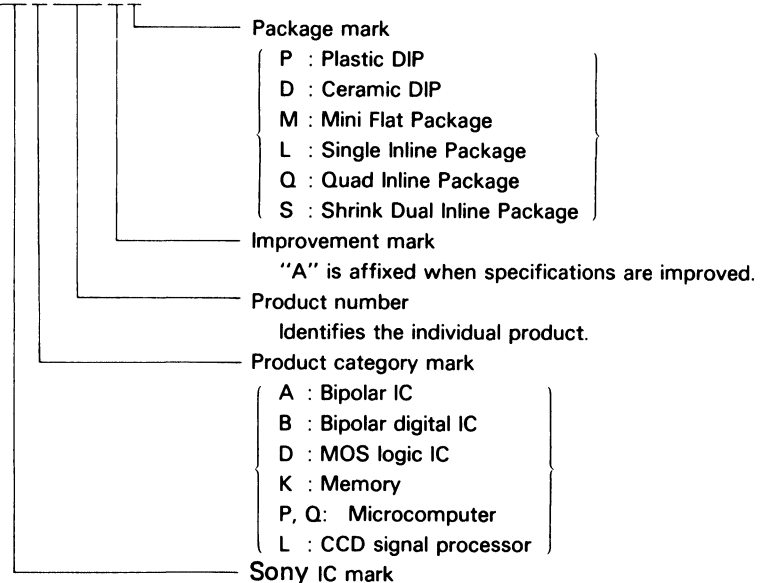 Package mark
P : Plastic DIP
D : Ceramic DIP
M : Mini Flat Package
L : Single Inline Package
Q : Quad Inline Package
S : Shrink Dual Inline Package
Improvement mark
"A" is affixed when specifications are improved.
Product number
Identifies the individual product.
Product category mark
A : Bipolar IC
B : Bipolar digital IC
D : MOS logic IC
K : Memory
P, Q: Microcomputer
L : CCD signal processor
Sony IC mark